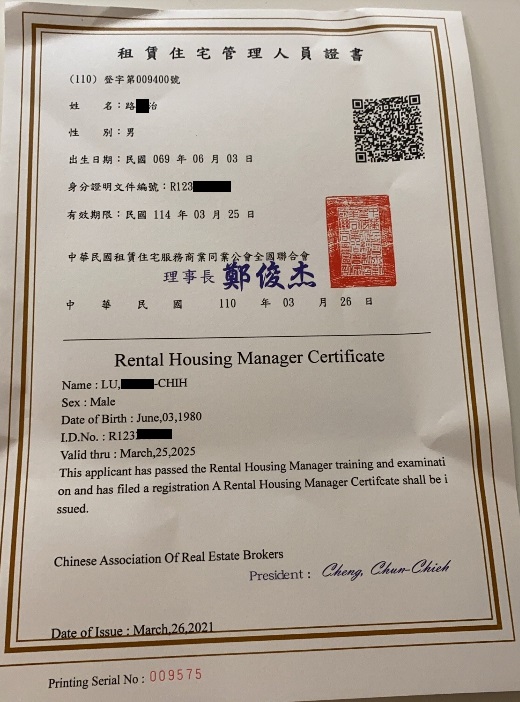 租賃住宅管理人員證書
（110）登字第009400號
姓 名：路 治
性 別：男
出生日期：民國 069 年 06 月 03 日
身分證明文件編號：R123
有效期限：民國 114 年 03 月 25 日
中華民國租賃住宅服務商業同業公會全國聯合會
理事長 鄭俊杰
中 華 民 國 110 年 03 月 26 日
Rental Housing Manager Certificate
Name : LU, -CHIH
Sex : Male
Date of Birth : June,03,1980
I.D.No. : R123
Valid thru : March,25,2025
This applicant has passed the Rental Housing Manager training and examinati
on and has filed a registration A Rental Housing Manager Certifcate shall be i
ssued.
Chinese Association Of Real Estate Brokers
President : Cheng, Chun-Chieh
Date of Issue : March,26,2021
Printing Serial No : 009575